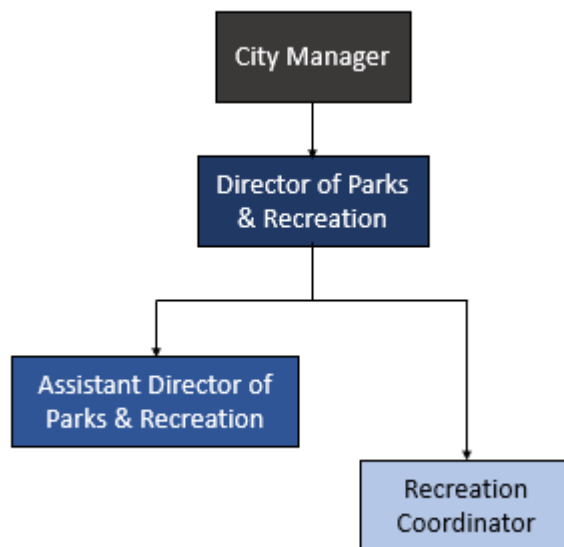 City Manager
Director of Parks
& Recreation
Assistant Director of
Parks & Recreation
Recreation
Coordinator